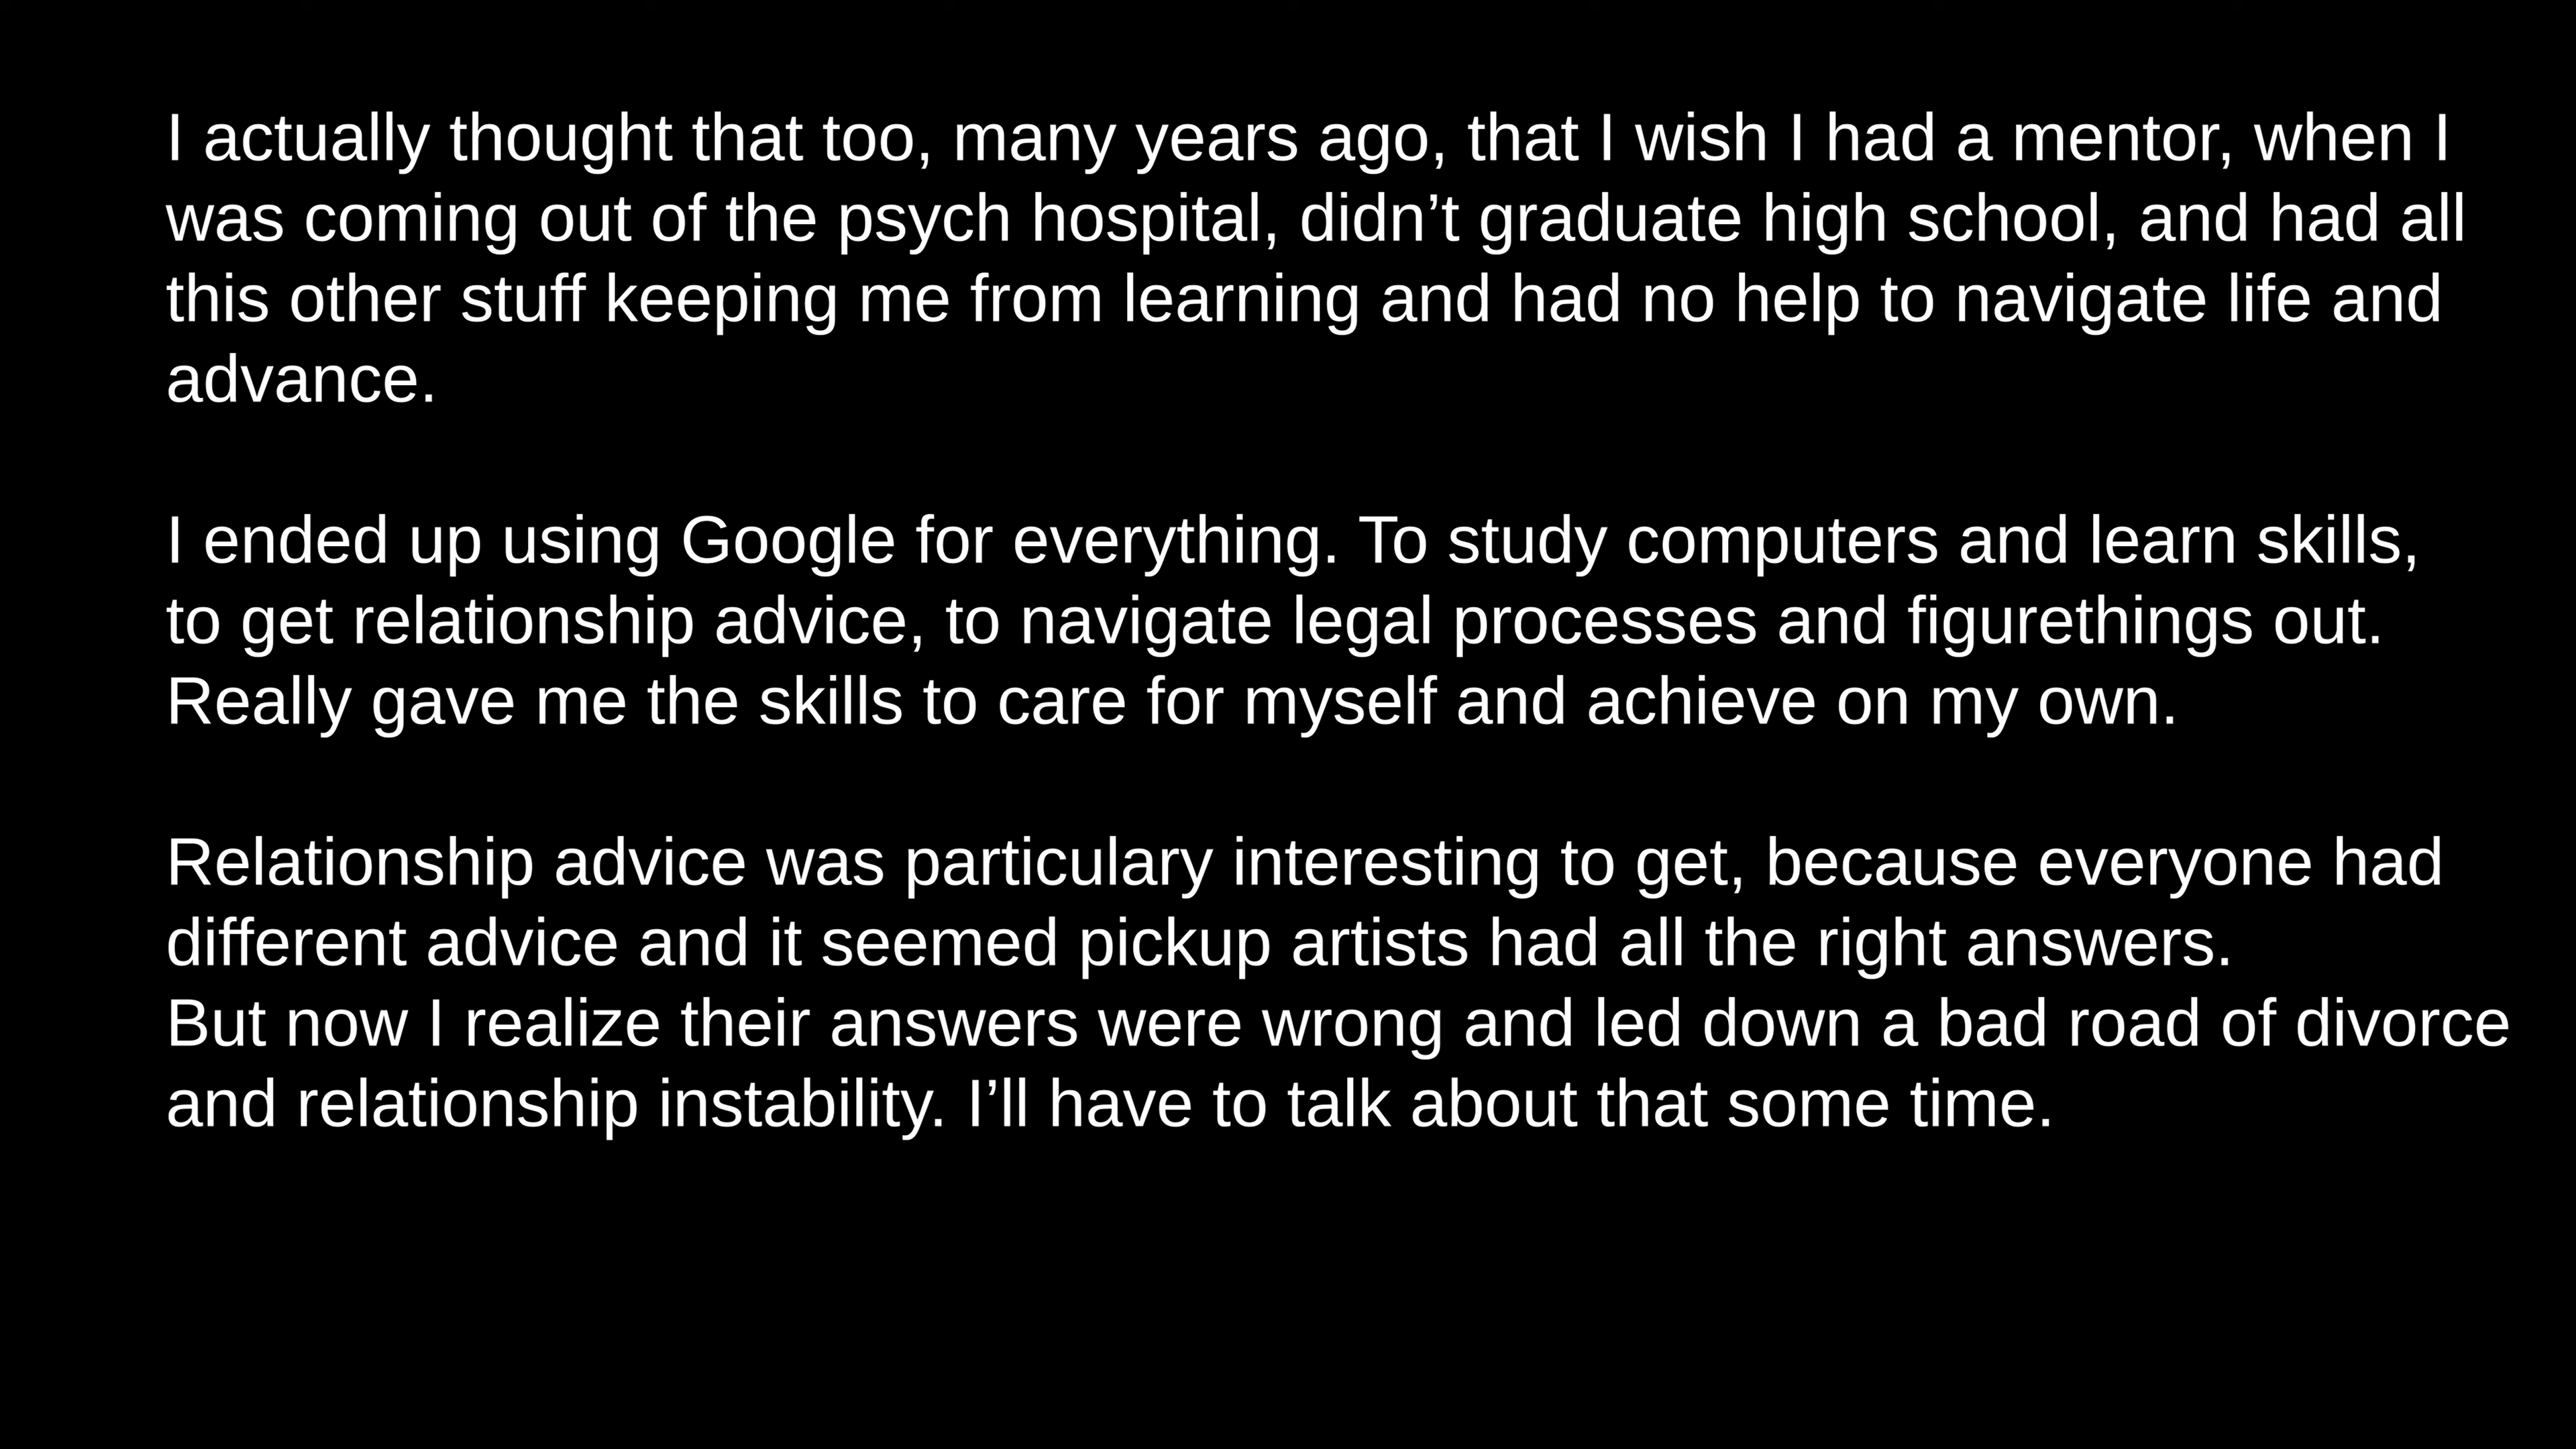 I actually thought that too, many years ago, that I wish I had a mentor, when I
was coming out of the psych hospital, didn’t graduate high school, and had all
this other stuff keeping me from learning and had no help to navigate life and
advance.
I ended up using Google for everything. To study computers and learn skills,
to get relationship advice, to navigate legal processes and figurethings out.
Really gave me the skills to care for myself and achieve on my own.
Relationship advice was particulary interesting to get, because everyone had
different advice and it seemed pickup artists had all the right answers.
But now I realize their answers were wrong and led down a bad road of divorce
and relationship instability. I’ll have to talk about that some time.